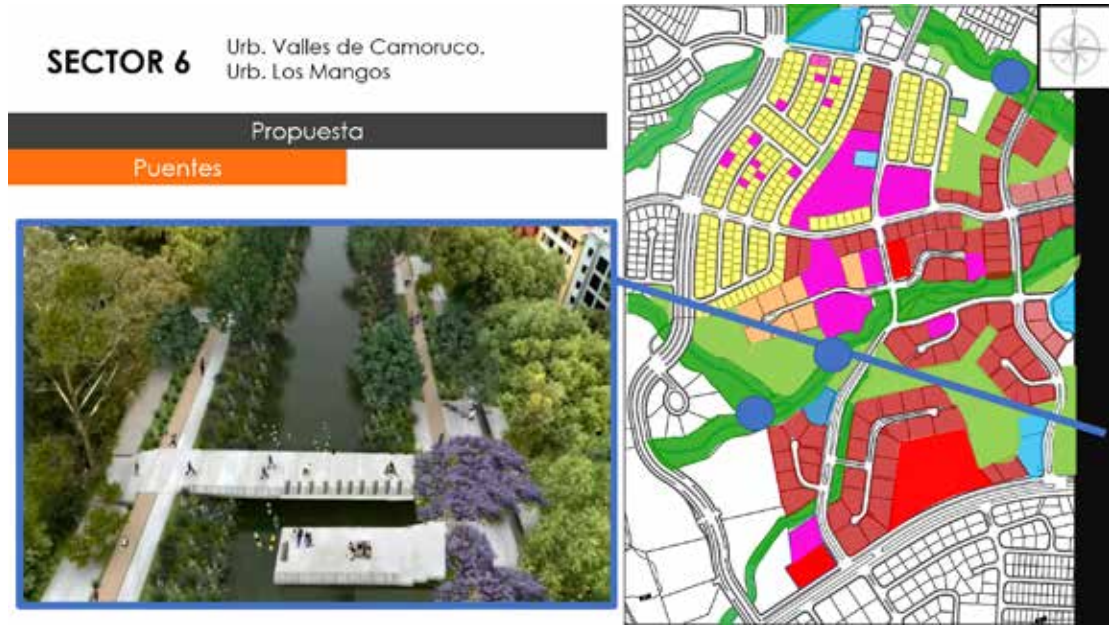 SECTOR 6
Urb. Valles de Camoruco.
Urb. Los Mangos
Propuesta
Puentes